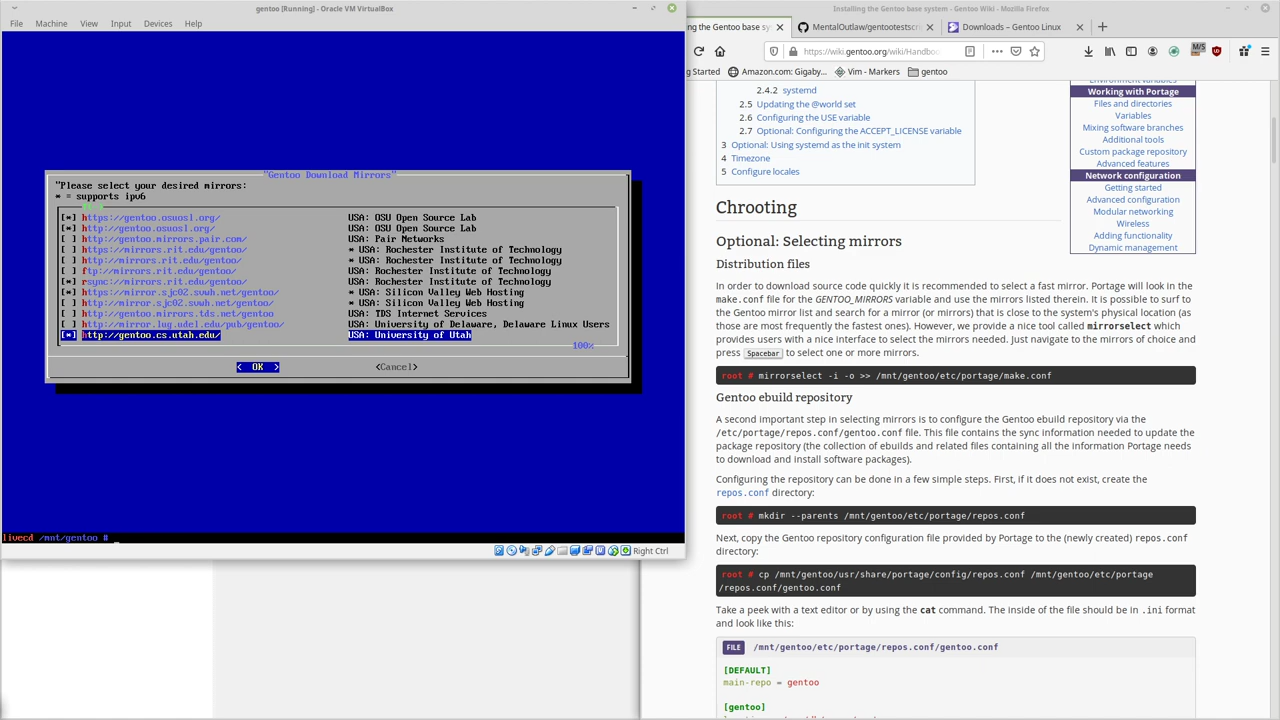 gentoo [Running] - Oracle VM VirtualBox
File Machine View Input Devices Help
"Gentoo Download Mirrors"
"Please select your desired mirrors:
* = supports ipv6
[*] https://gentoo.osuosl.org/ USA: OSU Open Source Lab
[*] http://gentoo.osuosl.org/ USA: OSU Open Source Lab
[ ] http://gentoo.mirrors.pair.com/ USA: Pair Networks
[ ] https://mirrors.rit.edu/gentoo/ * USA: Rochester Institute of Technology
[ ] http://mirrors.rit.edu/gentoo/ * USA: Rochester Institute of Technology
[ ] ftp://mirrors.rit.edu/gentoo/ USA: Rochester Institute of Technology
[*] rsync://mirrors.rit.edu/gentoo/ USA: Rochester Institute of Technology
[*] https://mirror.sjc02.svwh.net/gentoo/ * USA: Silicon Valley Web Hosting
[ ] http://mirror.sjc02.svwh.net/gentoo/ * USA: Silicon Valley Web Hosting
[ ] http://gentoo.mirrors.tds.net/gentoo USA: TDS Internet Services
[ ] http://mirror.lug.udel.edu/pub/gentoo/ USA: University of Delaware, Delaware Linux Users
[*] http://gentoo.cs.utah.edu/ USA: University of Utah
100%
< OK > <Cancel>
livecd /mnt/gentoo # _
Right Ctrl
Installing the Gentoo base system - Gentoo Wiki - Mozilla Firefox
ng the Gentoo base system MentalOutlaw/gentootestscr Downloads – Gentoo Linux
https://wiki.gentoo.org/wiki/Handboo
g Started Amazon.com: Gigaby... Vim - Markers gentoo
2.4.2 systemd
2.5 Updating the @world set
2.6 Configuring the USE variable
2.7 Optional: Configuring the ACCEPT_LICENSE variable
3 Optional: Using systemd as the init system
4 Timezone
5 Configure locales
Environment variables
Working with Portage
Files and directories
Variables
Mixing software branches
Additional tools
Custom package repository
Advanced features
Network configuration
Getting started
Advanced configuration
Modular networking
Wireless
Adding functionality
Dynamic management
Chrooting
Optional: Selecting mirrors
Distribution files
In order to download source code quickly it is recommended to select a fast mirror. Portage will look in the
make.conf file for the GENTOO_MIRRORS variable and use the mirrors listed therein. It is possible to surf to
the Gentoo mirror list and search for a mirror (or mirrors) that is close to the system's physical location (as
those are most frequently the fastest ones). However, we provide a nice tool called mirrorselect which
provides users with a nice interface to select the mirrors needed. Just navigate to the mirrors of choice and
press Spacebar to select one or more mirrors.
root # mirrorselect -i -o >> /mnt/gentoo/etc/portage/make.conf
Gentoo ebuild repository
A second important step in selecting mirrors is to configure the Gentoo ebuild repository via the
/etc/portage/repos.conf/gentoo.conf file. This file contains the sync information needed to update the
package repository (the collection of ebuilds and related files containing all the information Portage needs
to download and install software packages).
Configuring the repository can be done in a few simple steps. First, if it does not exist, create the
repos.conf directory:
root # mkdir --parents /mnt/gentoo/etc/portage/repos.conf
Next, copy the Gentoo repository configuration file provided by Portage to the (newly created) repos.conf
directory:
root # cp /mnt/gentoo/usr/share/portage/config/repos.conf /mnt/gentoo/etc/portage
/repos.conf/gentoo.conf
Take a peek with a text editor or by using the cat command. The inside of the file should be in .ini format
and look like this:
FILE /mnt/gentoo/etc/portage/repos.conf/gentoo.conf
[DEFAULT]
main-repo = gentoo
[gentoo]